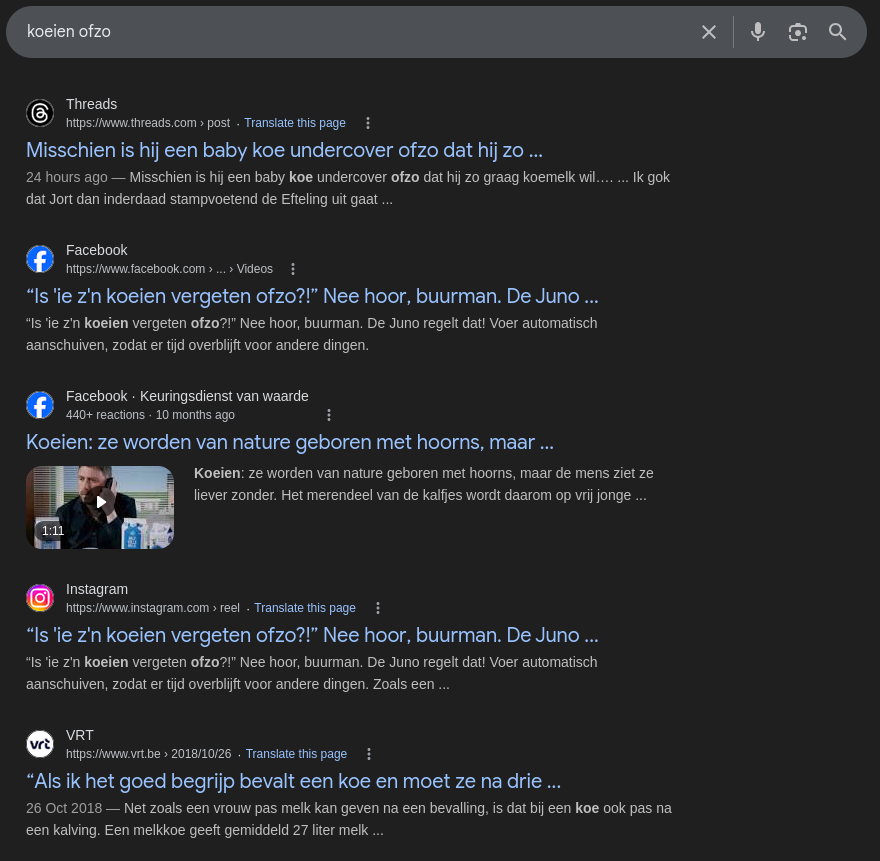 koeien ofzo
Threads
https://www.threads.com › post · Translate this page
Misschien is hij een baby koe undercover ofzo dat hij zo ...
24 hours ago — Misschien is hij een baby koe undercover ofzo dat hij zo graag koemelk wil…. ... Ik gok
dat Jort dan inderdaad stampvoetend de Efteling uit gaat ...
Facebook
https://www.facebook.com › ... › Videos
“Is 'ie z'n koeien vergeten ofzo?!” Nee hoor, buurman. De Juno ...
“Is 'ie z'n koeien vergeten ofzo?!” Nee hoor, buurman. De Juno regelt dat! Voer automatisch
aanschuiven, zodat er tijd overblijft voor andere dingen.
Facebook · Keuringsdienst van waarde
440+ reactions · 10 months ago
Koeien: ze worden van nature geboren met hoorns, maar ...
Koeien: ze worden van nature geboren met hoorns, maar de mens ziet ze
liever zonder. Het merendeel van de kalfjes wordt daarom op vrij jonge ...
1:11
Instagram
https://www.instagram.com › reel · Translate this page
“Is 'ie z'n koeien vergeten ofzo?!” Nee hoor, buurman. De Juno ...
“Is 'ie z'n koeien vergeten ofzo?!” Nee hoor, buurman. De Juno regelt dat! Voer automatisch
aanschuiven, zodat er tijd overblijft voor andere dingen. Zoals een ...
vrt
VRT
https://www.vrt.be › 2018/10/26 · Translate this page
“Als ik het goed begrijp bevalt een koe en moet ze na drie ...
26 Oct 2018 — Net zoals een vrouw pas melk kan geven na een bevalling, is dat bij een koe ook pas na
een kalving. Een melkkoe geeft gemiddeld 27 liter melk ...